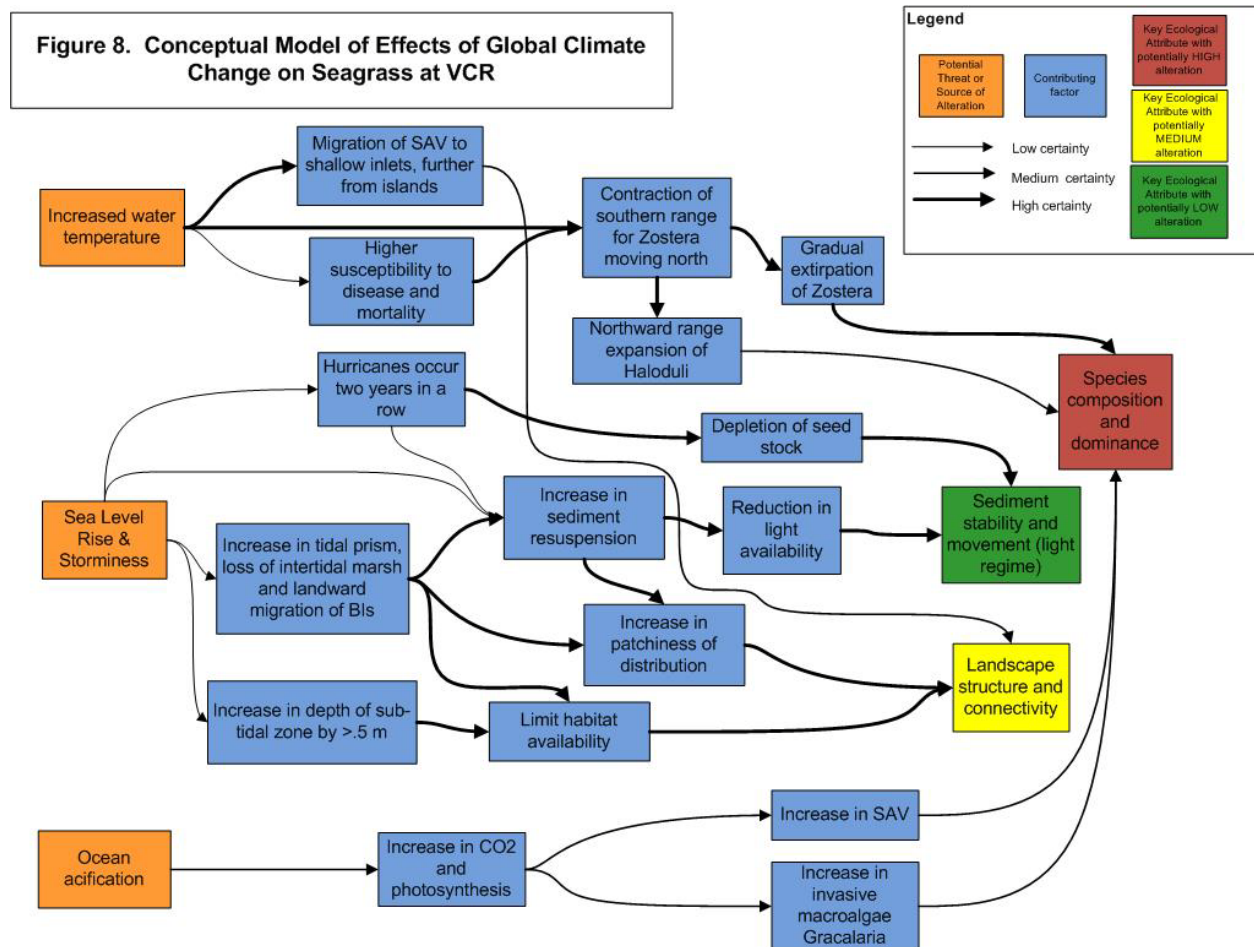 Figure 8. Conceptual Model of Effects of Global Climate
Change on Seagrass at VCR
Legend
Potential
Threat or
Source of
Alteration
Contributing
factor
Key Ecological
Attribute with
potentially HIGH
alteration
Key Ecological
Attribute with
potentially
MEDIUM
alteration
Key Ecological
Attribute with
potentially LOW
alteration
Low certainty
Medium certainty
High certainty
Increased water
temperature
Migration of SAV to
shallow inlets, further
from islands
Higher
susceptibility to
disease and
mortality
Contraction of
southern range
for Zostera
moving north
Gradual
extirpation
of Zostera
Northward range
expansion of
Haloduli
Species
composition
and
dominance
Hurricanes occur
two years in a
row
Depletion of seed
stock
Sea Level
Rise &
Storminess
Increase in tidal prism,
loss of intertidal marsh
and landward
migration of BIs
Increase in
sediment
resuspension
Reduction in
light
availability
Sediment
stability and
movement (light
regime)
Increase in
patchiness of
distribution
Landscape
structure and
connectivity
Increase in depth of sub-
tidal zone by >.5 m
Limit habitat
availability
Ocean
acification
Increase in CO2
and
photosynthesis
Increase in SAV
Increase in
invasive
macroalgae
Gracalaria